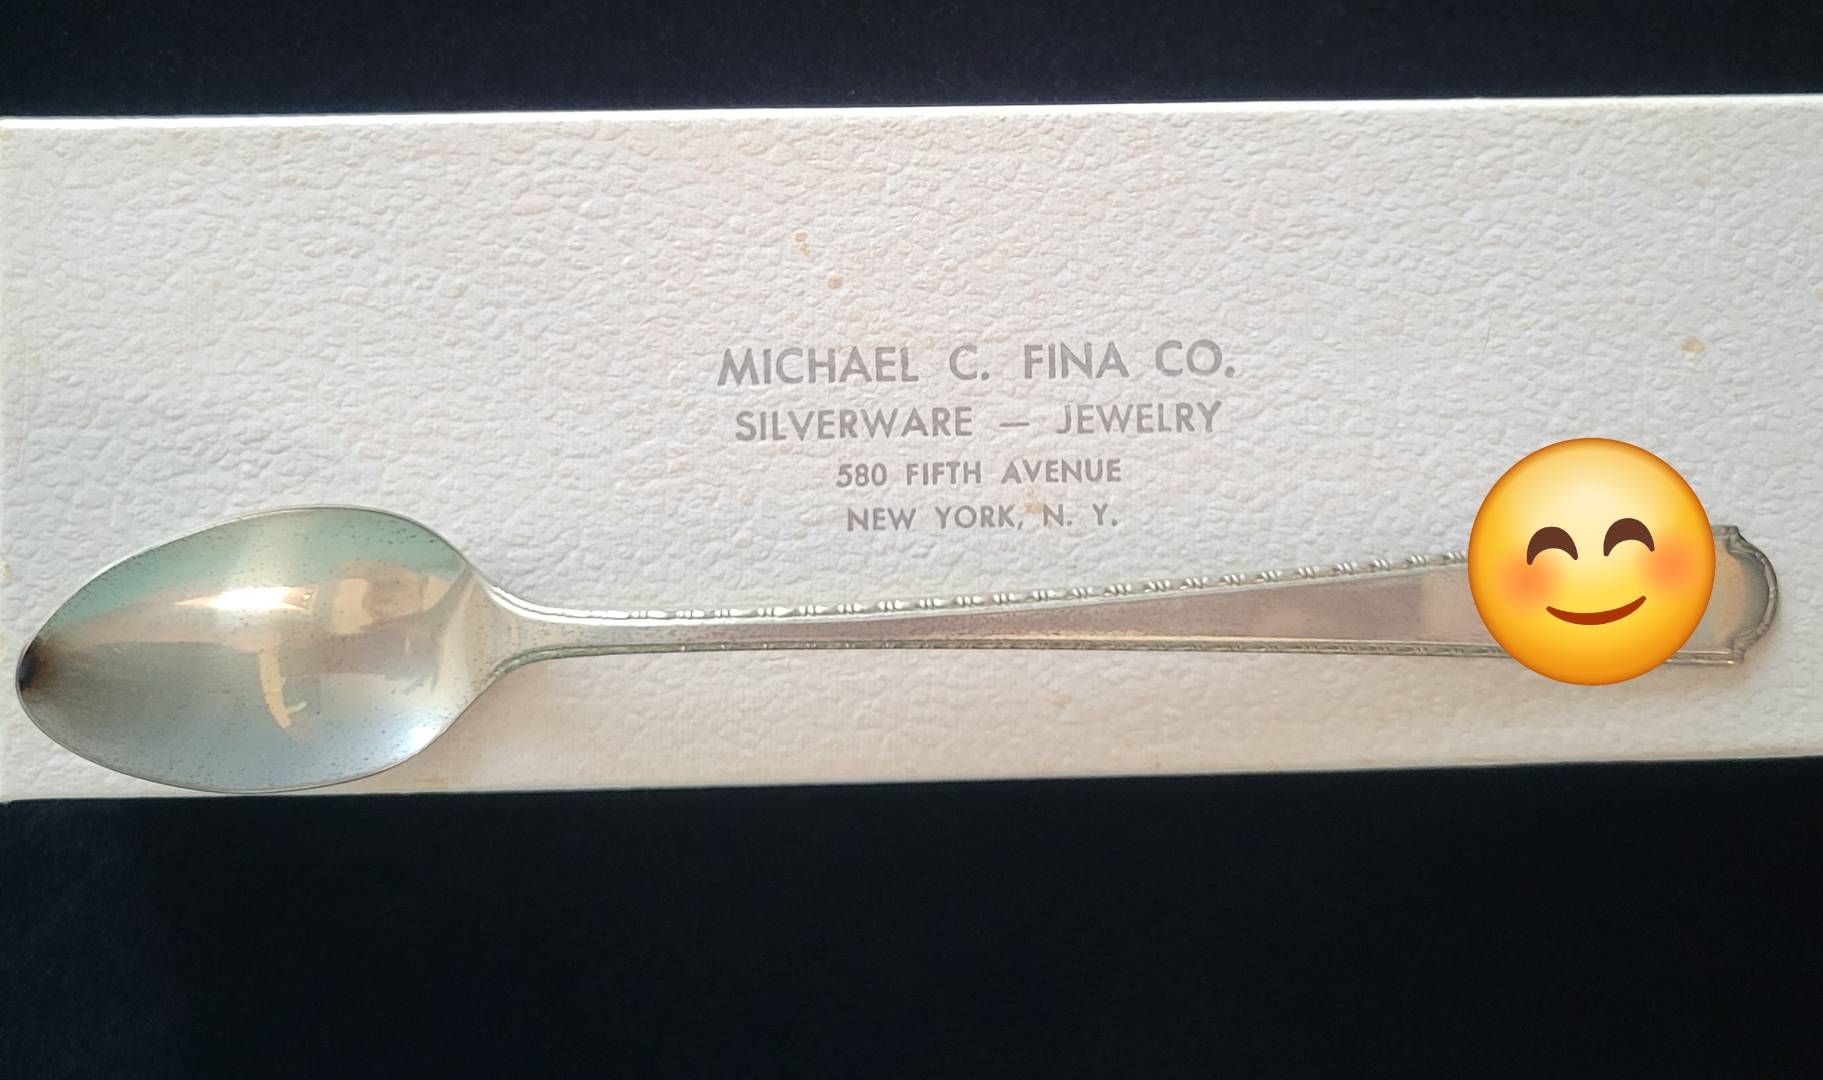 MICHAEL C. FINA CO.
SILVERWARE — JEWELRY
580 FIFTH AVENUE
NEW YORK, N. Y.